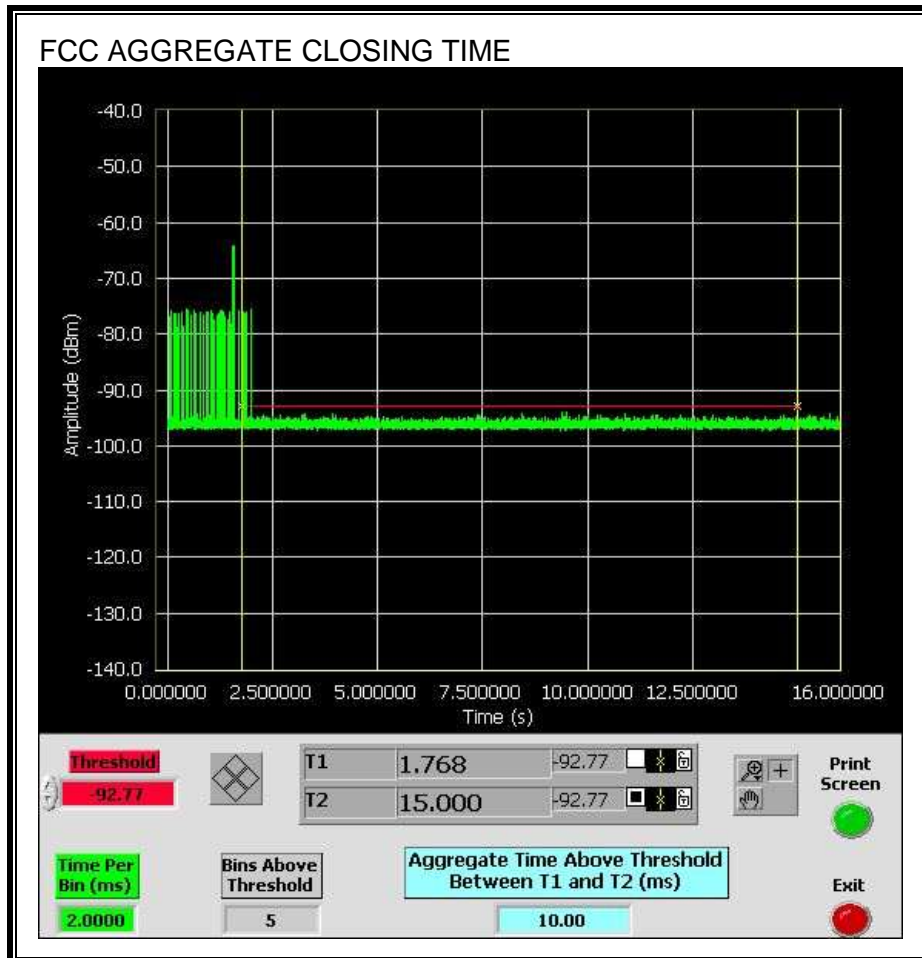 FCC AGGREGATE CLOSING TIME
-40.0
-50.0
-60.0
-70.0
-80.0
-90.0
-100.0
-110.0
-120.0
-130.0
-140.0
Amplitude (dBm)
0.000000 2.500000 5.000000 7.500000 10.000000 12.500000 16.000000
Time (s)
Threshold
-92.77
T1 1.768 -92.77
T2 15.000 -92.77
Print
Screen
Time Per
Bin (ms)
2.0000
Bins Above
Threshold
5
Aggregate Time Above Threshold
Between T1 and T2 (ms)
10.00
Exit